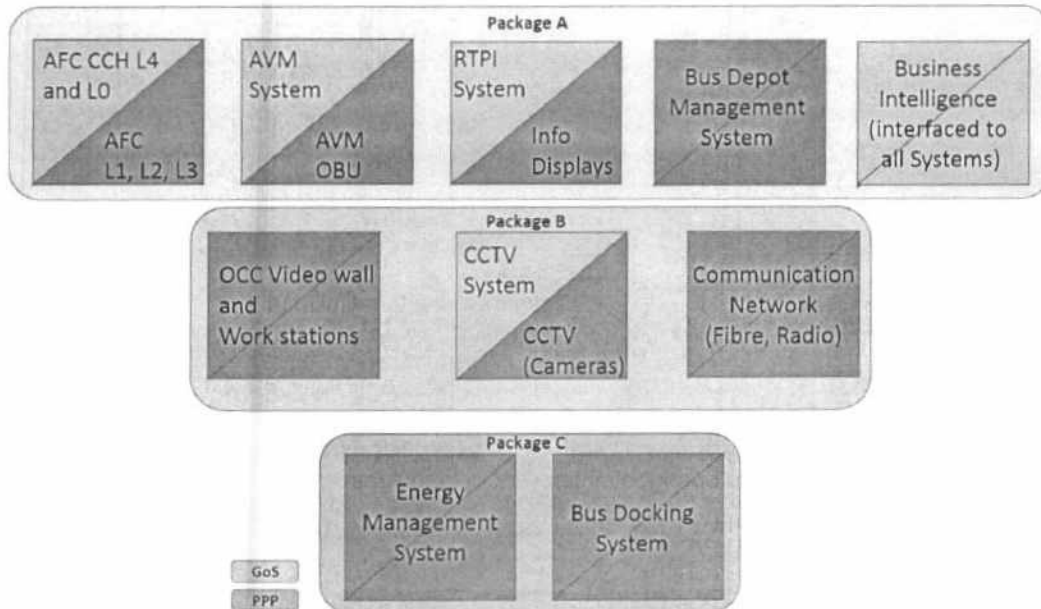 Package A
AFC CCH L4
and L0
AFC
L1, L2, L3
AVM
System
AVM
OBU
RTPI
System
Info
Displays
Bus Depot
Management
System
Business
Intelligence
(interfaced to
all Systems)
Package B
OCC Video wall
and
Work stations
CCTV
System
CCTV
(Cameras)
Communication
Network
(Fibre, Radio)
Package C
Energy
Management
System
Bus Docking
System
GoS
PPP